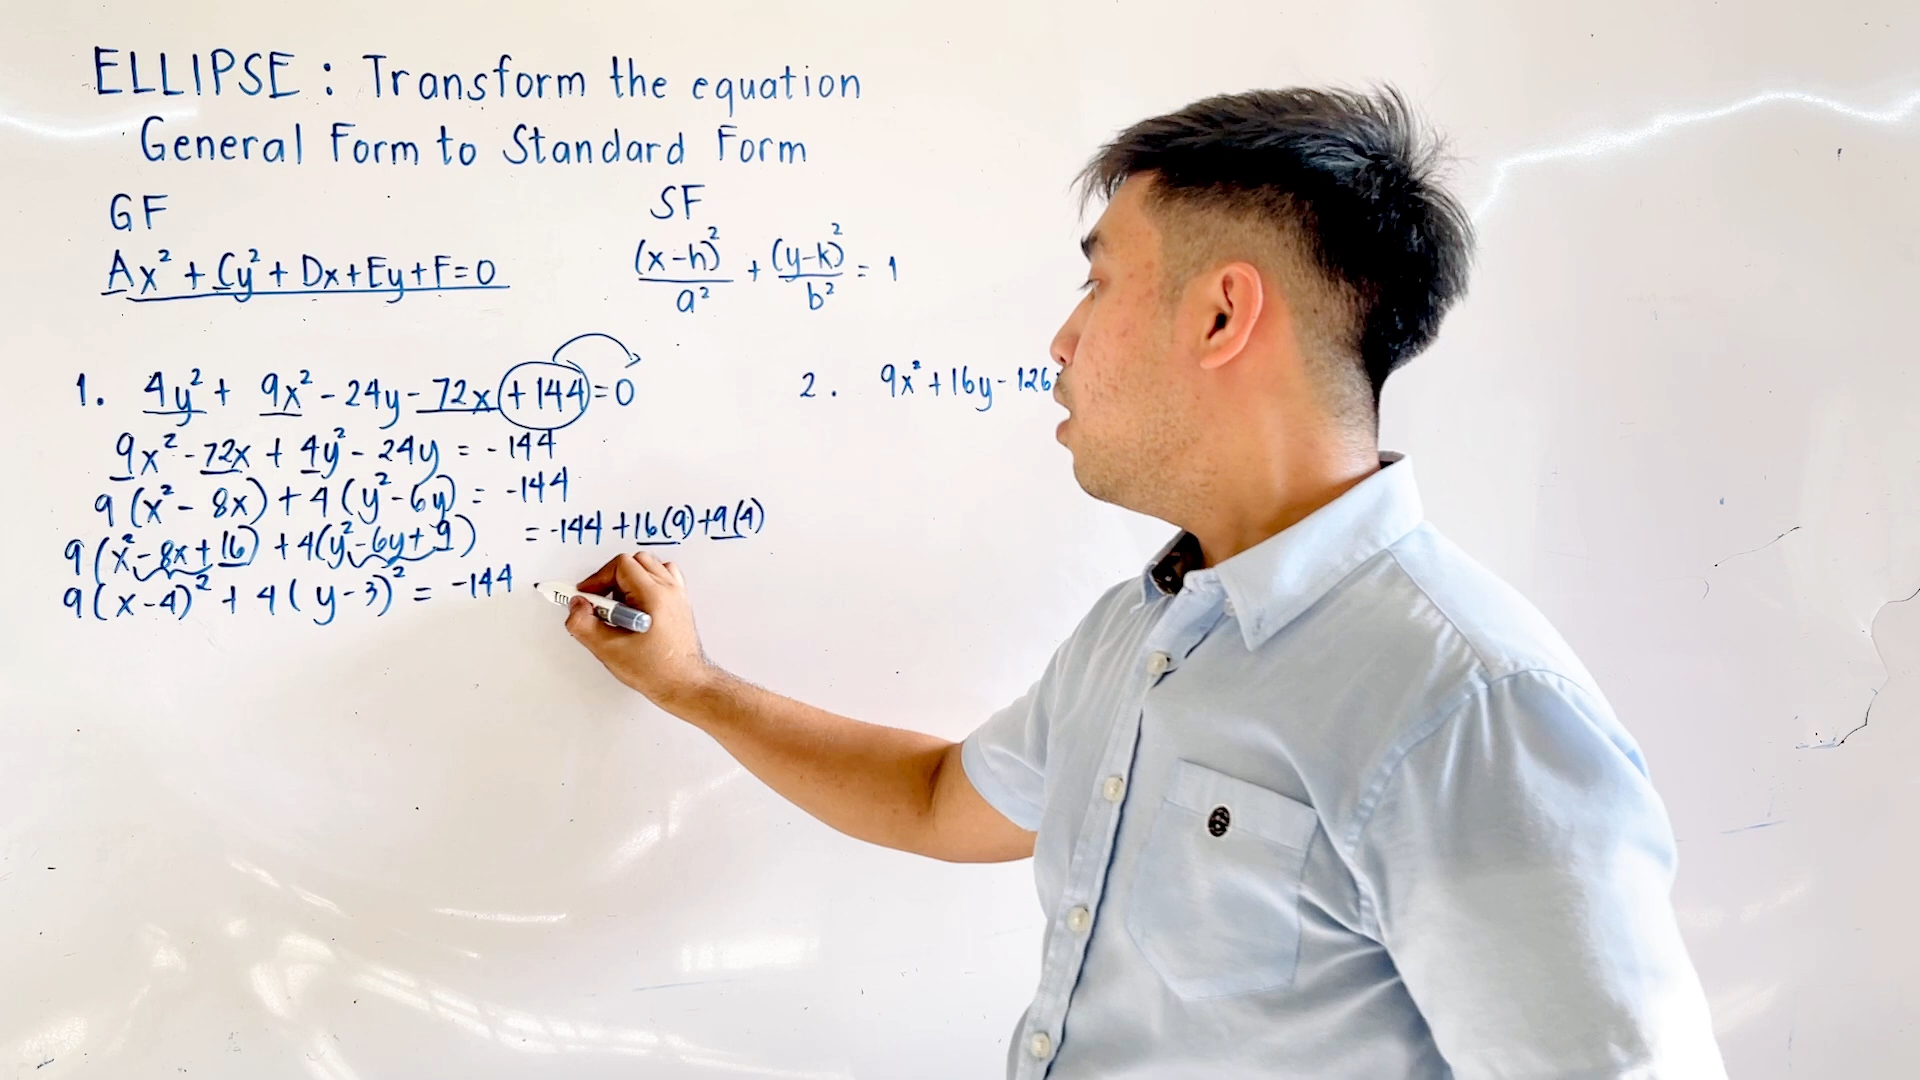 ELLIPSE : Transform the equation
General Form to Standard Form
GF
SF
Ax² + Cy² + Dx + Ey + F = 0
(x-h)²/a² + (y-k)²/b² = 1
1. 4y² + 9x² - 24y - 72x + 144 = 0
2. 9x² + 16y - 126
9x² - 72x + 4y² - 24y = -144
9(x² - 8x) + 4(y² - 6y) = -144
9(x² - 8x + 16) + 4(y² - 6y + 9) = -144 + 16(9) + 9(4)
9(x-4)² + 4(y-3)² = -144